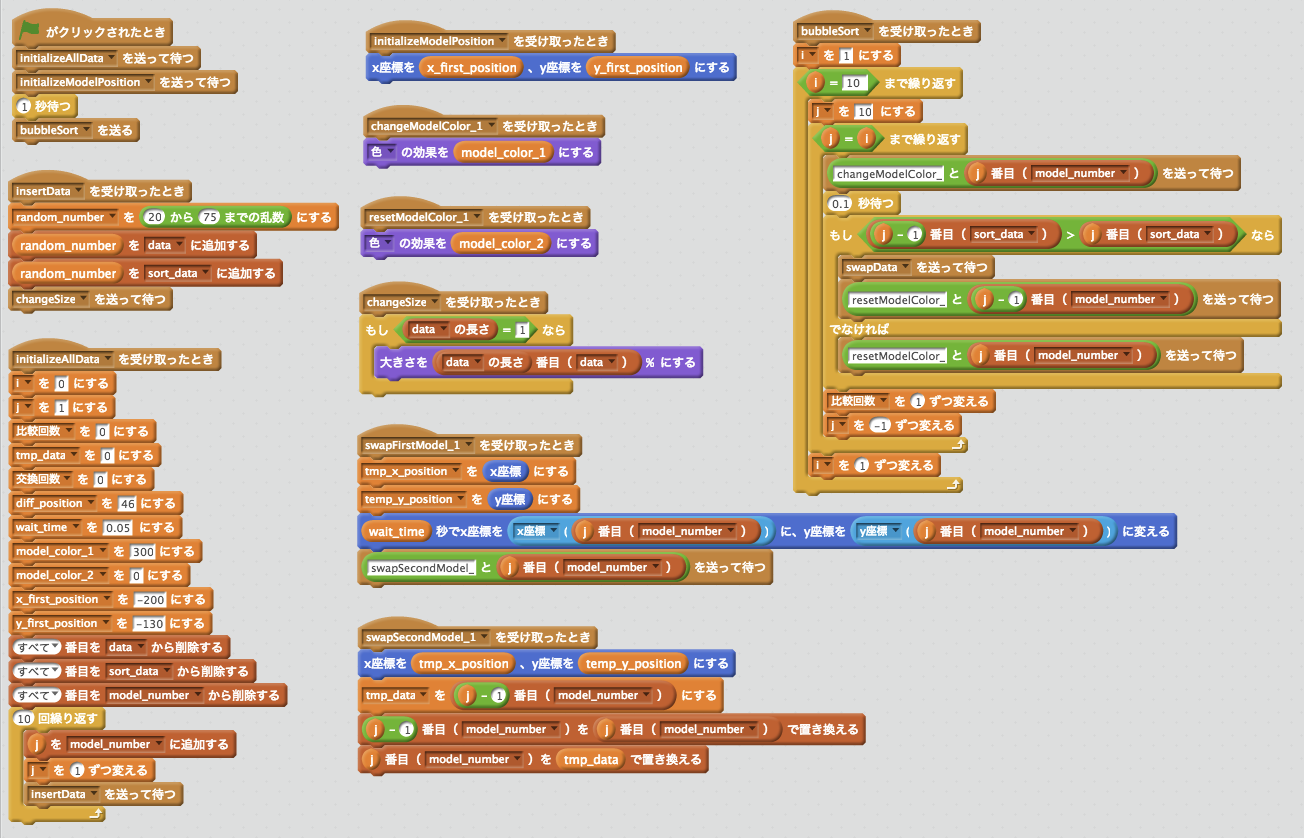 がクリックされたとき
initializeAllData を送って待つ
initializeModelPosition を送って待つ
1 秒待つ
bubbleSort を送る
insertData を受け取ったとき
random_number を 20 から 75 までの乱数 にする
random_number を data に追加する
random_number を sort_data に追加する
changeSize を送って待つ
initializeAllData を受け取ったとき
i を 0 にする
j を 1 にする
比較回数 を 0 にする
tmp_data を 0 にする
交換回数 を 0 にする
diff_position を 46 にする
wait_time を 0.05 にする
model_color_1 を 300 にする
model_color_2 を 0 にする
x_first_position を -200 にする
y_first_position を -130 にする
すべて 番目を data から削除する
すべて 番目を sort_data から削除する
すべて 番目を model_number から削除する
10 回繰り返す
j を model_number に追加する
j を 1 ずつ変える
insertData を送って待つ
initializeModelPosition を受け取ったとき
x座標を x_first_position 、y座標を y_first_position にする
changeModelColor_1 を受け取ったとき
色 の効果を model_color_1 にする
resetModelColor_1 を受け取ったとき
色 の効果を model_color_2 にする
changeSize を受け取ったとき
もし data の長さ = 1 なら
大きさを data の長さ 番目 ( data ) % にする
swapFirstModel_1 を受け取ったとき
tmp_x_position を x座標 にする
temp_y_position を y座標 にする
wait_time 秒でx座標を x座標 ( j 番目 ( model_number ) ) に、y座標を y座標 ( j 番目 ( model_number ) ) に変える
swapSecondModel_ と j 番目 ( model_number ) を送って待つ
swapSecondModel_1 を受け取ったとき
x座標を tmp_x_position 、y座標を temp_y_position にする
tmp_data を j - 1 番目 ( model_number ) にする
j - 1 番目 ( model_number ) を j 番目 ( model_number ) で置き換える
j 番目 ( model_number ) を tmp_data で置き換える
bubbleSort を受け取ったとき
i を 1 にする
i = 10 まで繰り返す
j を 10 にする
j = i まで繰り返す
changeModelColor_ と j 番目 ( model_number ) を送って待つ
0.1 秒待つ
もし j - 1 番目 ( sort_data ) > j 番目 ( sort_data ) なら
swapData を送って待つ
resetModelColor_ と j - 1 番目 ( model_number ) を送って待つ
でなければ
resetModelColor_ と j 番目 ( model_number ) を送って待つ
比較回数 を 1 ずつ変える
j を -1 ずつ変える
i を 1 ずつ変える